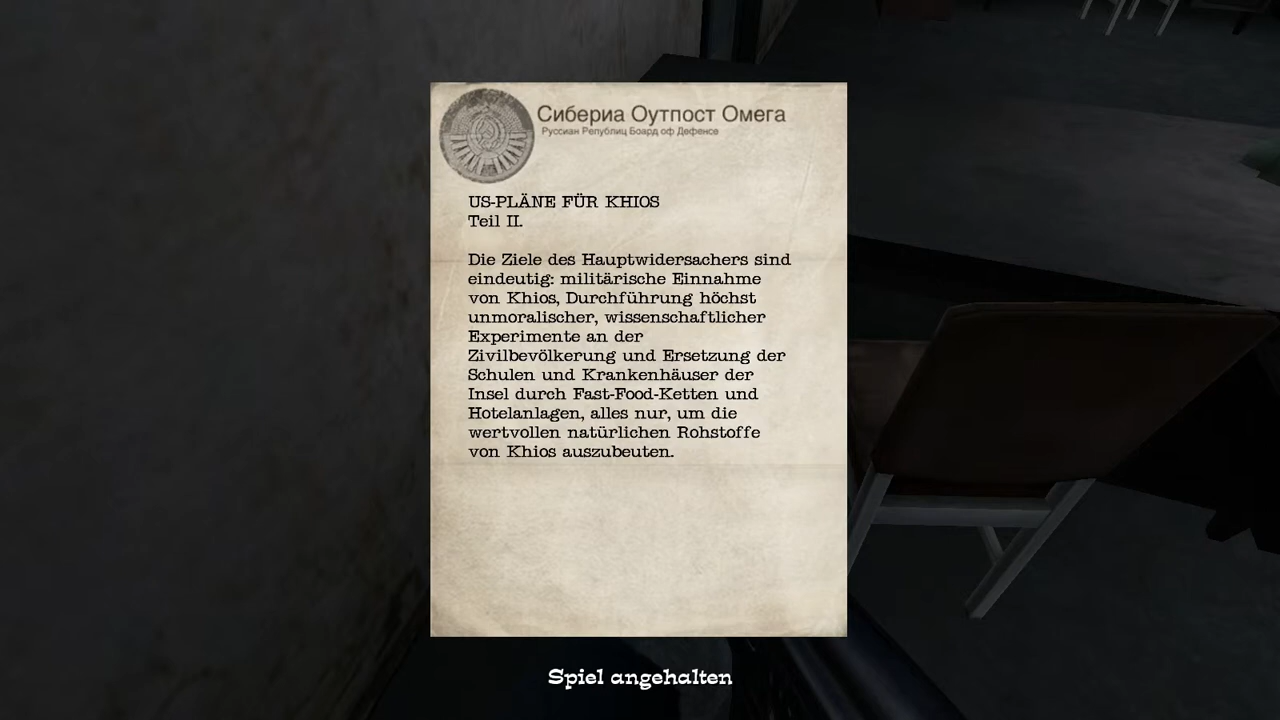 Сибериа Оутпост Омега
Руссиан Републиц Боард оф Дефенсе
US-PLÄNE FÜR KHIOS
Teil II.
Die Ziele des Hauptwidersachers sind
eindeutig: militärische Einnahme
von Khios, Durchführung höchst
unmoralischer, wissenschaftlicher
Experimente an der
Zivilbevölkerung und Ersetzung der
Schulen und Krankenhäuser der
Insel durch Fast-Food-Ketten und
Hotelanlagen, alles nur, um die
wertvollen natürlichen Rohstoffe
von Khios auszubeuten.
Spiel angehalten